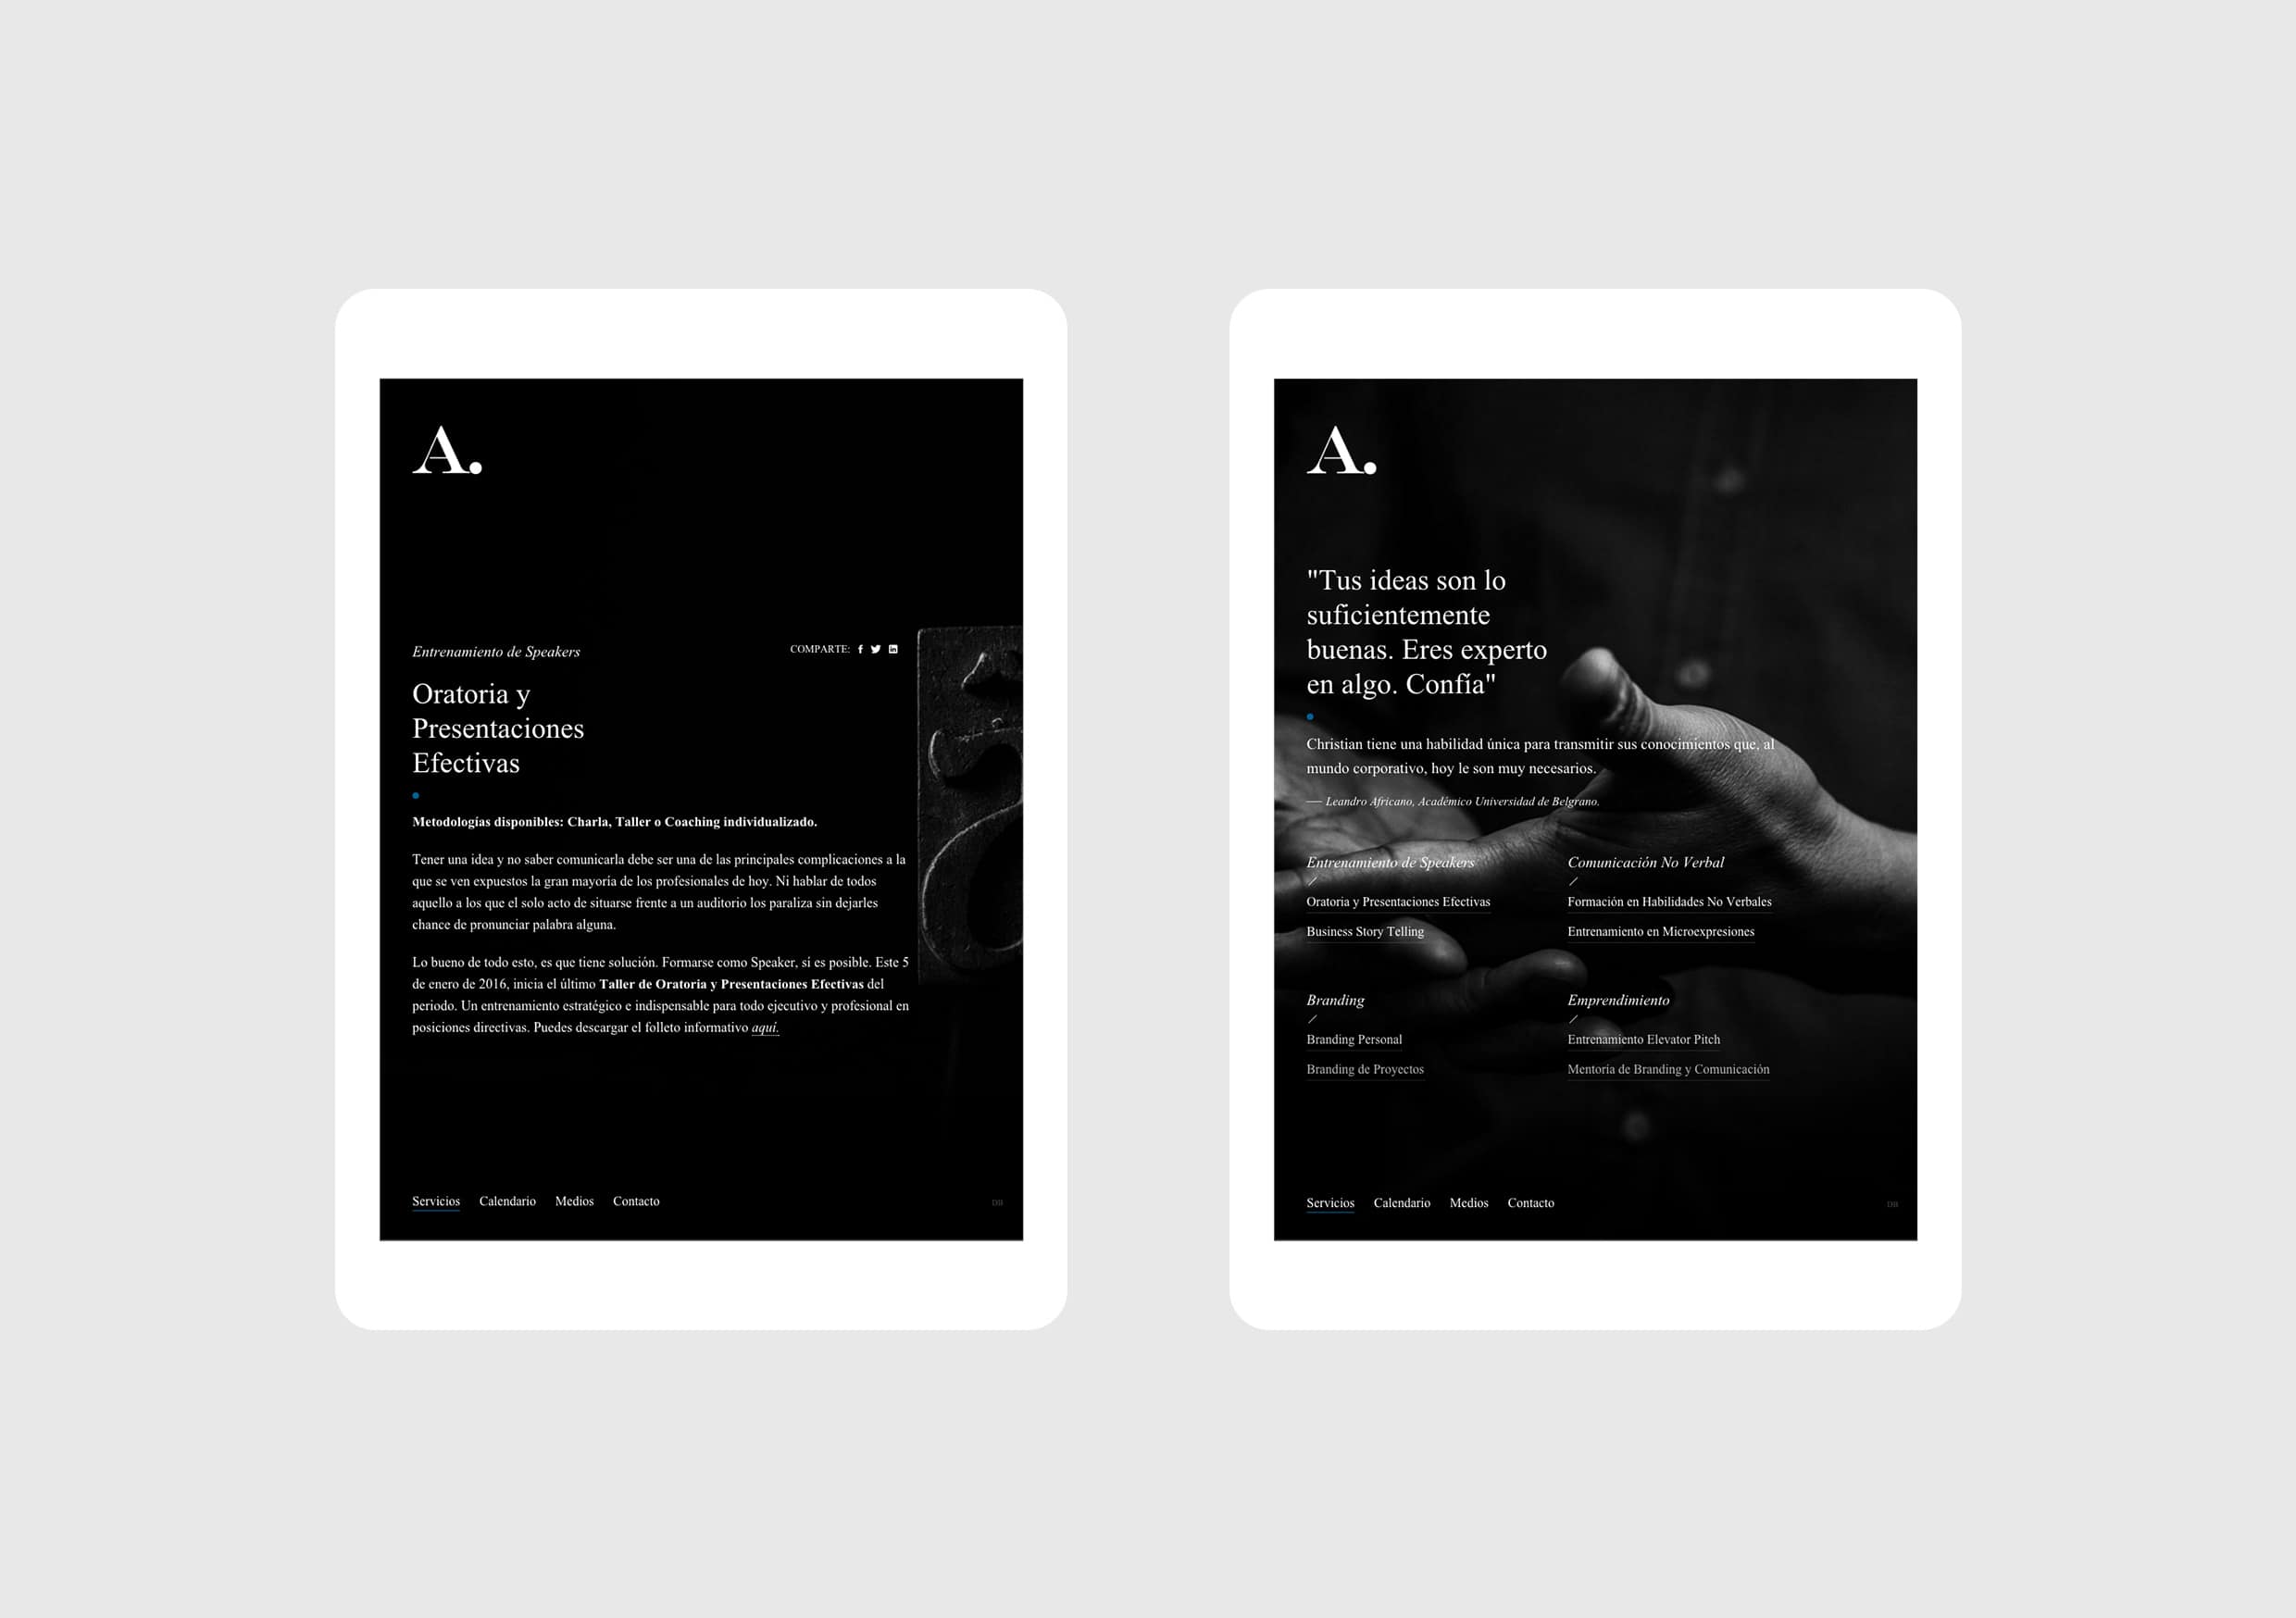 A.
Entrenamiento de Speakers
COMPARTE:
Oratoria y
Presentaciones
Efectivas
Metodologías disponibles: Charla, Taller o Coaching individualizado.
Tener una idea y no saber comunicarla debe ser una de las principales complicaciones a la
que se ven expuestos la gran mayoría de los profesionales de hoy. Ni hablar de todos
aquello a los que el solo acto de situarse frente a un auditorio los paraliza sin dejarles
chance de pronunciar palabra alguna.
Lo bueno de todo esto, es que tiene solución. Formarse como Speaker, sí es posible. Este 5
de enero de 2016, inicia el último Taller de Oratoria y Presentaciones Efectivas del
periodo. Un entrenamiento estratégico e indispensable para todo ejecutivo y profesional en
posiciones directivas. Puedes descargar el folleto informativo aquí.
Servicios Calendario Medios Contacto
A.
"Tus ideas son lo
suficientemente
buenas. Eres experto
en algo. Confía"
Christian tiene una habilidad única para transmitir sus conocimientos que, al
mundo corporativo, hoy le son muy necesarios.
— Leandro Africano, Académico Universidad de Belgrano.
Entrenamiento de Speakers
/
Oratoria y Presentaciones Efectivas
Business Story Telling
Comunicación No Verbal
/
Formación en Habilidades No Verbales
Entrenamiento en Microexpresiones
Branding
/
Branding Personal
Branding de Proyectos
Emprendimiento
/
Entrenamiento Elevator Pitch
Mentoría de Branding y Comunicación
Servicios Calendario Medios Contacto